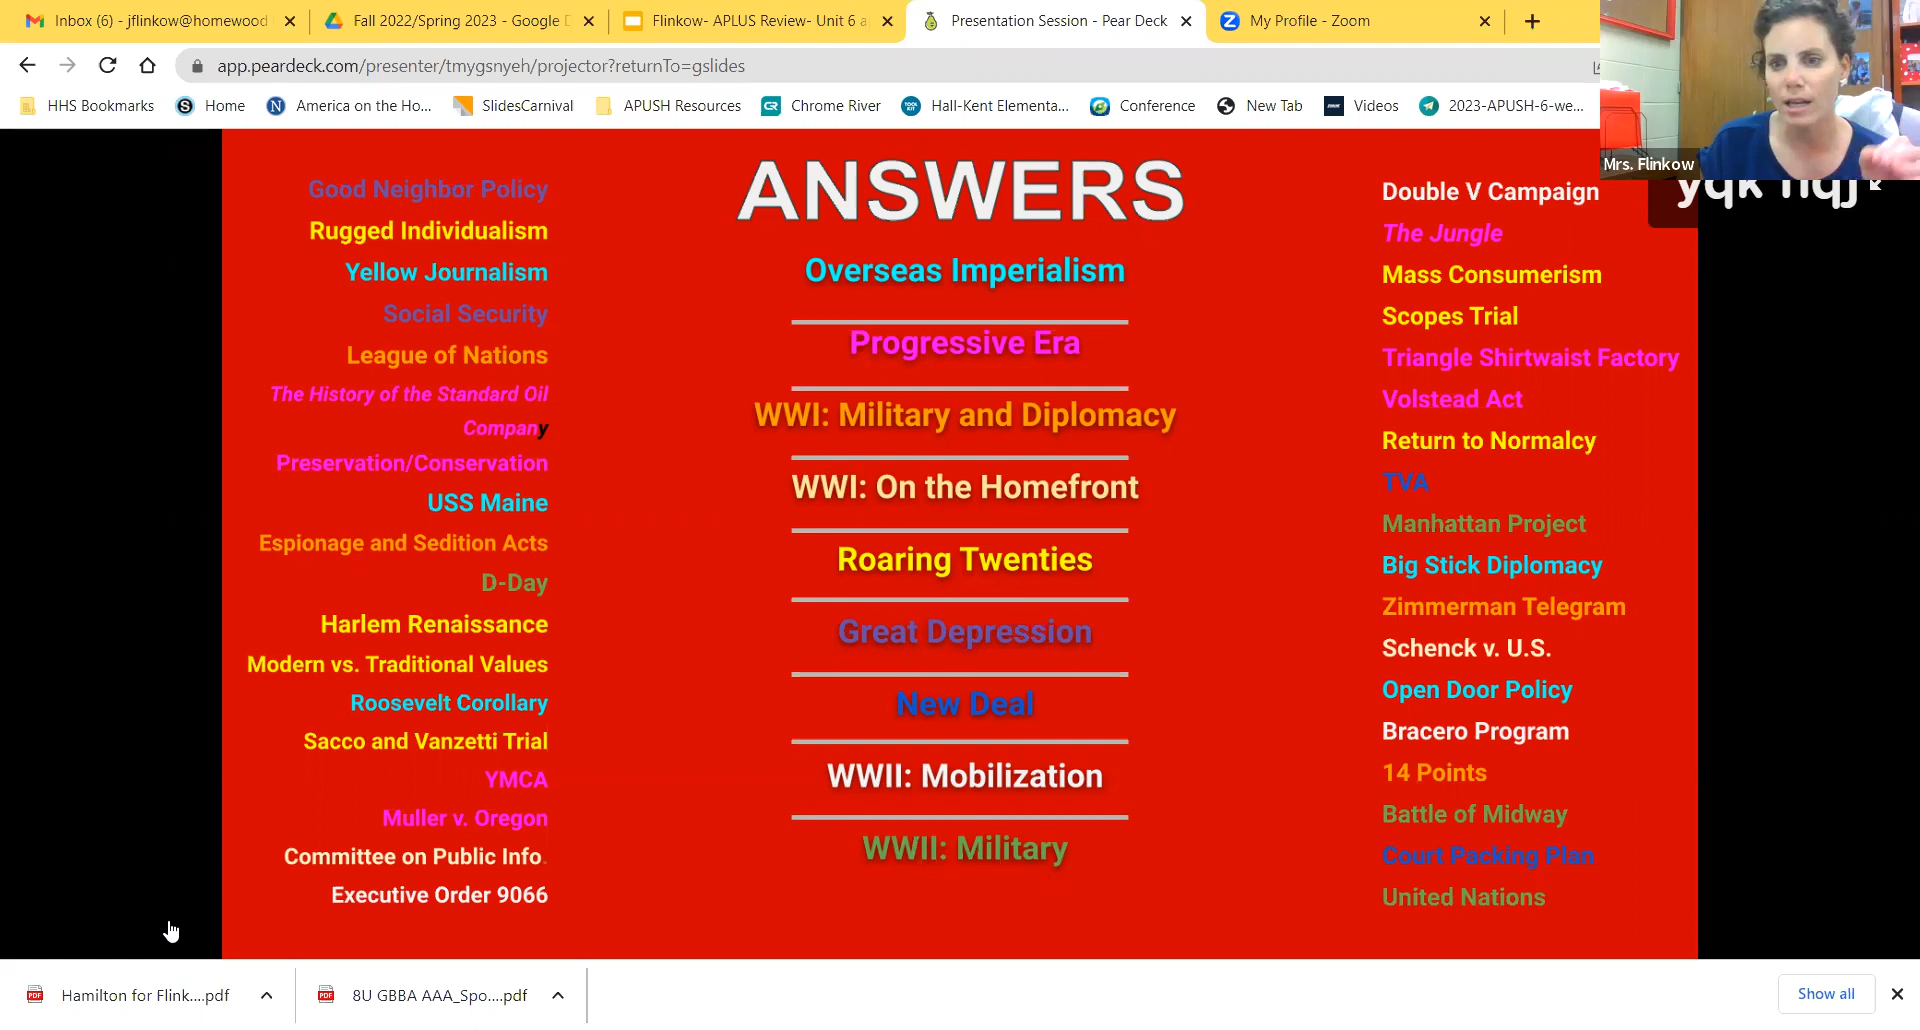 Inbox (6) - jflinkow@homewood
Fall 2022/Spring 2023 - Google D
Flinkow- APLUS Review- Unit 6 a
Presentation Session - Pear Deck
My Profile - Zoom
app.peardeck.com/presenter/tmygsnyeh/projector?returnTo=gslides
HHS Bookmarks
Home
America on the Ho...
SlidesCarnival
APUSH Resources
Chrome River
Hall-Kent Elementa...
Conference
New Tab
Videos
2023-APUSH-6-we...
Mrs. Flinkow
ANSWERS
Good Neighbor Policy
Rugged Individualism
Yellow Journalism
Social Security
League of Nations
The History of the Standard Oil
Company
Preservation/Conservation
USS Maine
Espionage and Sedition Acts
D-Day
Harlem Renaissance
Modern vs. Traditional Values
Roosevelt Corollary
Sacco and Vanzetti Trial
YMCA
Muller v. Oregon
Committee on Public Info.
Executive Order 9066
Overseas Imperialism
Progressive Era
WWI: Military and Diplomacy
WWI: On the Homefront
Roaring Twenties
Great Depression
New Deal
WWII: Mobilization
WWII: Military
Double V Campaign
The Jungle
Mass Consumerism
Scopes Trial
Triangle Shirtwaist Factory
Volstead Act
Return to Normalcy
TVA
Manhattan Project
Big Stick Diplomacy
Zimmerman Telegram
Schenck v. U.S.
Open Door Policy
Bracero Program
14 Points
Battle of Midway
Court Packing Plan
United Nations
Hamilton for Flink....pdf
8U GBBA AAA_Spo....pdf
Show all